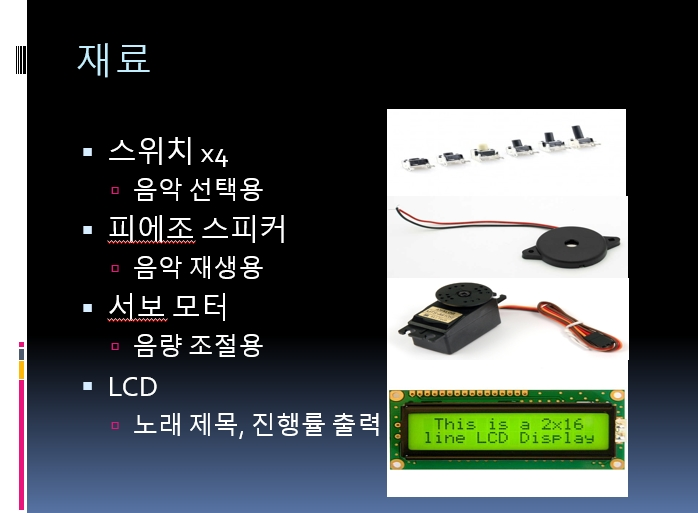 재료
스위치 x4
음악 선택용
피에조 스피커
음악 재생용
서보 모터
음량 조절용
LCD
노래 제목, 진행률 출력
This is a 2x16
line LCD Display